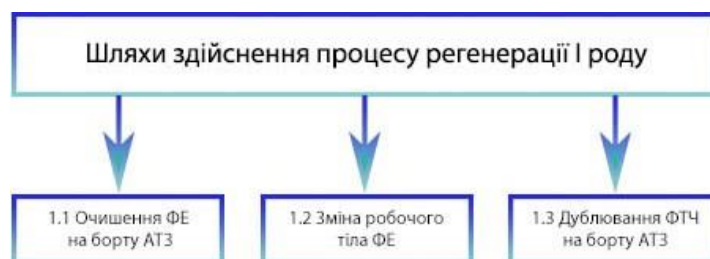 Шляхи здійснення процесу регенерації І роду
1.1 Очишення ФЕ
на борту АТЗ
1.2 Зміна робочого
тіла ФЕ
1.3 Дублювання ФТЧ
на борту АТЗ